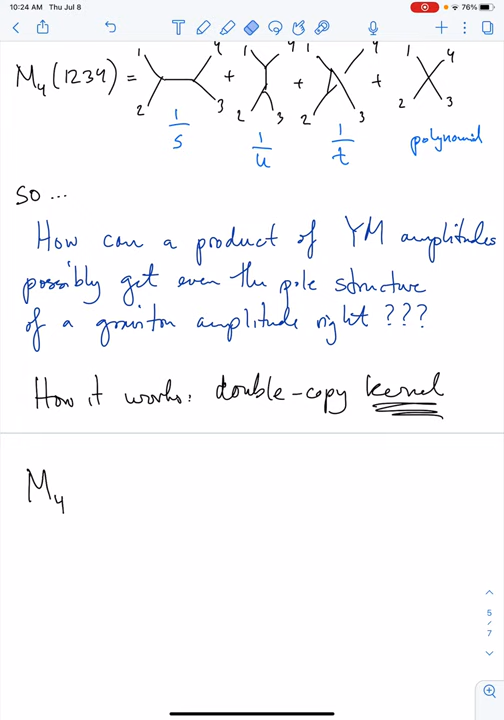 10:24 AM Thu Jul 8
76%
M₄(1234) = + + +
1 4 2 3 1 4 2 3 1 4 2 3 1 4 2 3
1/s 1/u 1/t polynomial
SO...
How can a product of YM amplitudes
possibly get even the pole structure
of a graviton amplitude right ???
How it works: double-copy kernel
M₄
5
/
7